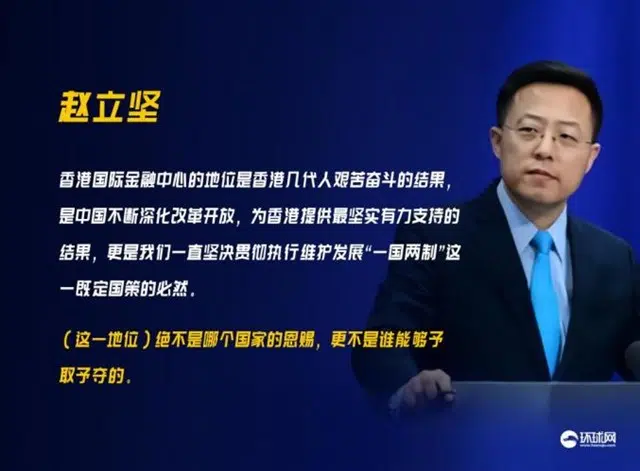 赵立坚
香港国际金融中心的地位是香港几代人艰苦奋斗的结果，
是中国不断深化改革开放，为香港提供最坚实有力支持的
结果，更是我们一直坚决贯彻执行维护发展“一国两制”这
一既定国策的必然。
（这一地位）绝不是哪个国家的恩赐，更不是谁能够予
取予夺的。
环球网